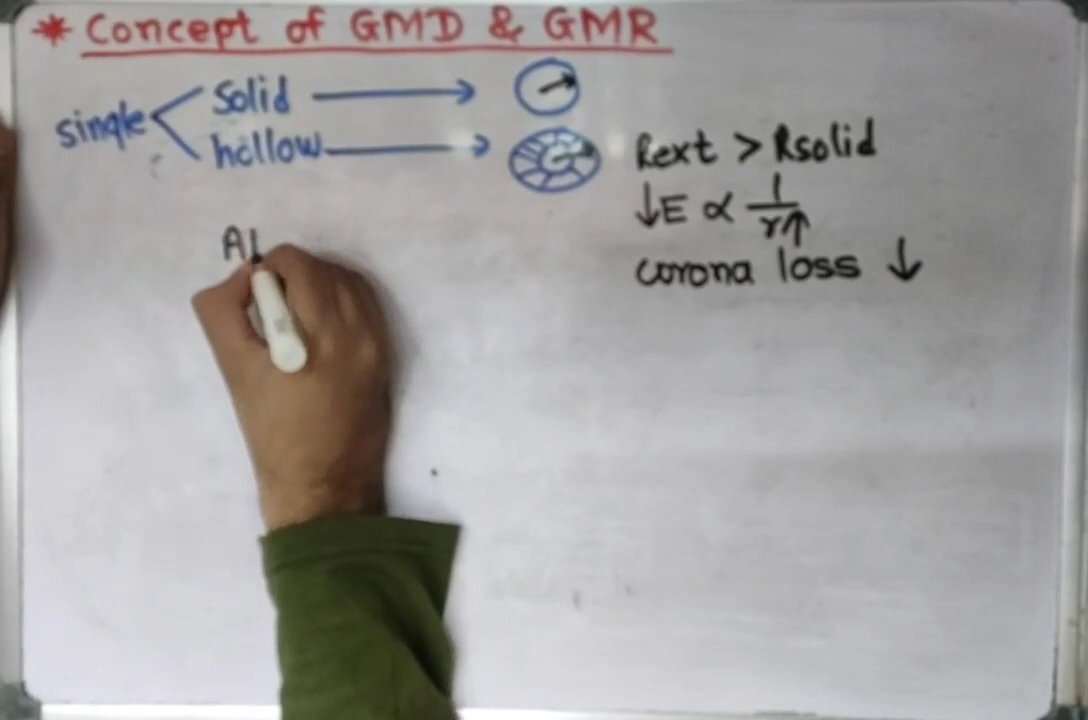 * Concept of GMD & GMR
single
Solid
hollow
Rext > Rsolid
↓E ∝ 1/r↑
corona loss ↓
Al